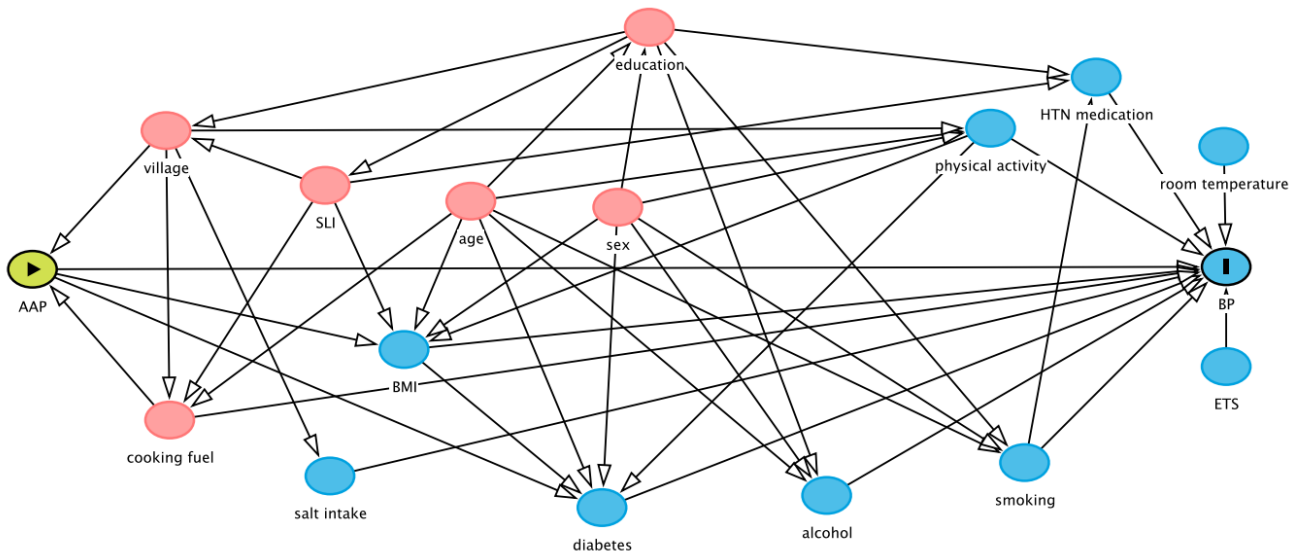 education
HTN medication
village
physical activity
room temperature
SLI
age
sex
AAP
BP
BMI
ETS
cooking fuel
salt intake
smoking
alcohol
diabetes